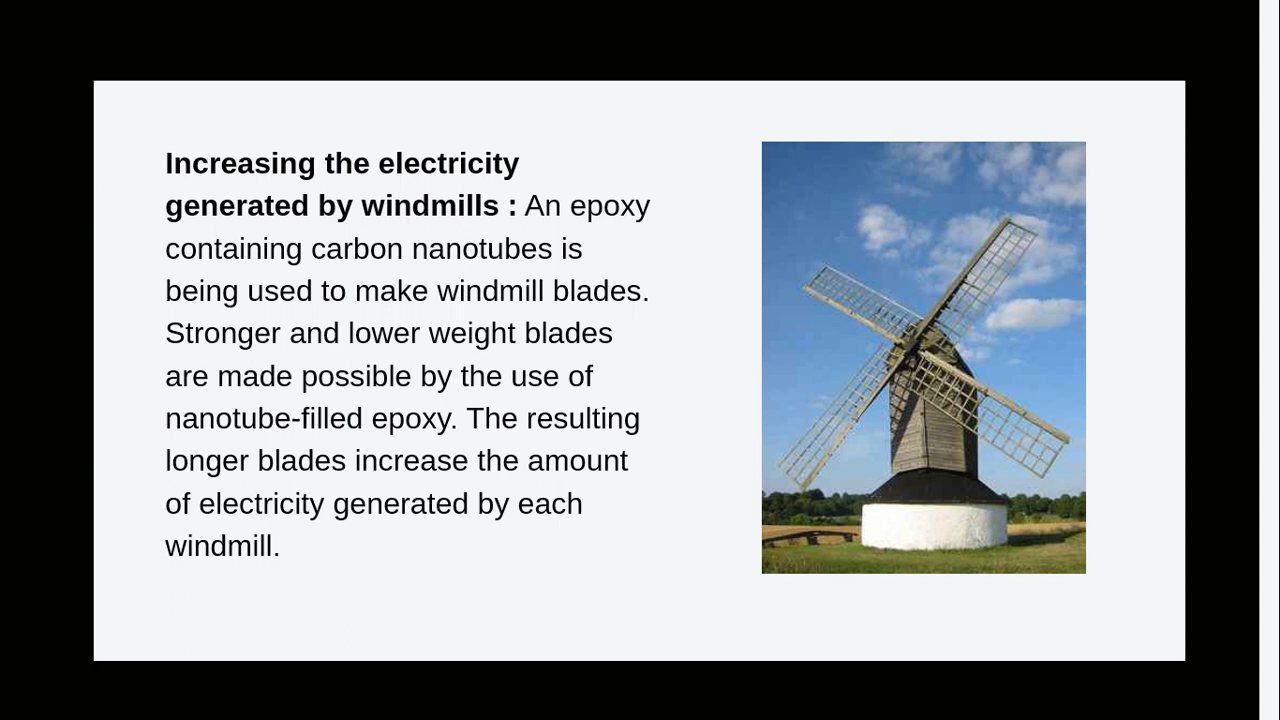 Increasing the electricity
generated by windmills : An epoxy
containing carbon nanotubes is
being used to make windmill blades.
Stronger and lower weight blades
are made possible by the use of
nanotube-filled epoxy. The resulting
longer blades increase the amount
of electricity generated by each
windmill.